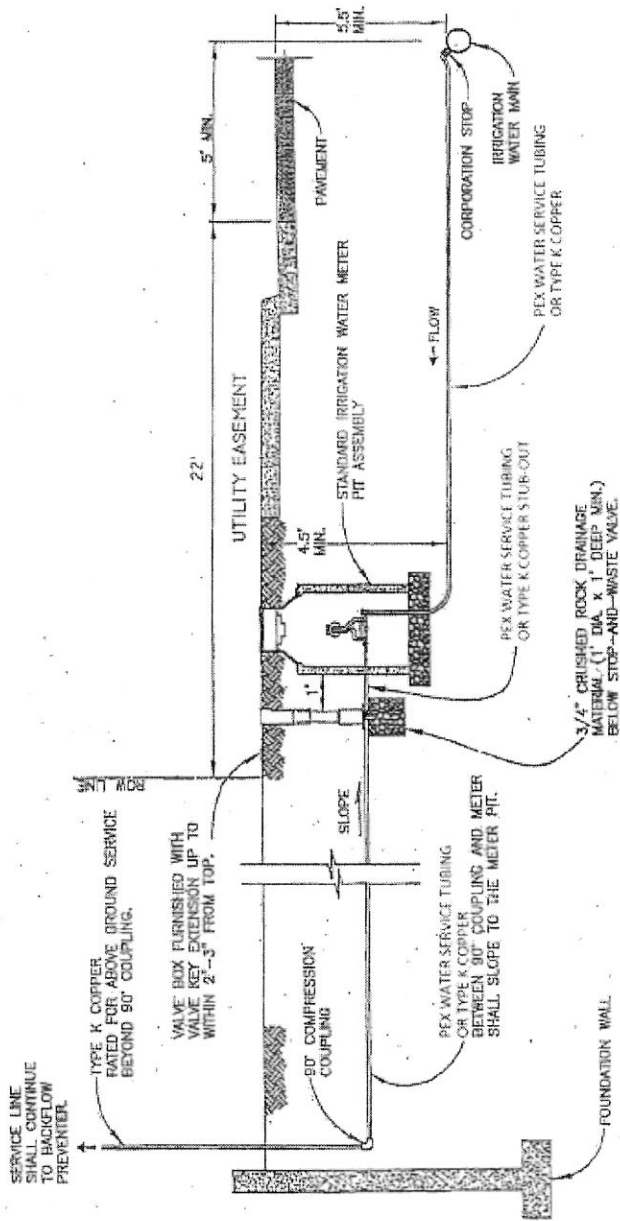 SERVICE LINE
SHALL CONTINUE
TO BACKFLOW
PREVENTER.
TYPE K COPPER
RATED FOR ABOVE GROUND SERVICE
BEYOND 90° COUPLING.
VALVE BOX FURNISHED WITH
VALVE KEY EXTENSION UP TO
WITHIN 2"-3" FROM TOP.
ROW LINE
22'
UTILITY EASEMENT
5' MIN.
5.5'
MIN.
PAVEMENT
4.5'
MIN.
1'
STANDARD IRRIGATION WATER METER
PIT ASSEMBLY
FLOW
CORPORATION STOP
IRRIGATION
WATER MAIN
90° COMPRESSION
COUPLING
SLOPE
PEX WATER SERVICE TUBING
OR TYPE K COPPER
BETWEEN 90° COUPLING AND METER
SHALL SLOPE TO THE METER PIT.
PEX WATER SERVICE TUBING
OR TYPE K COPPER STUB-OUT
PEX WATER SERVICE TUBING
OR TYPE K COPPER
3/4" CRUSHED ROCK DRAINAGE
MATERIAL (1' DIA. X 1' DEEP MIN.)
BELOW STOP-AND-WASTE VALVE.
FOUNDATION WALL